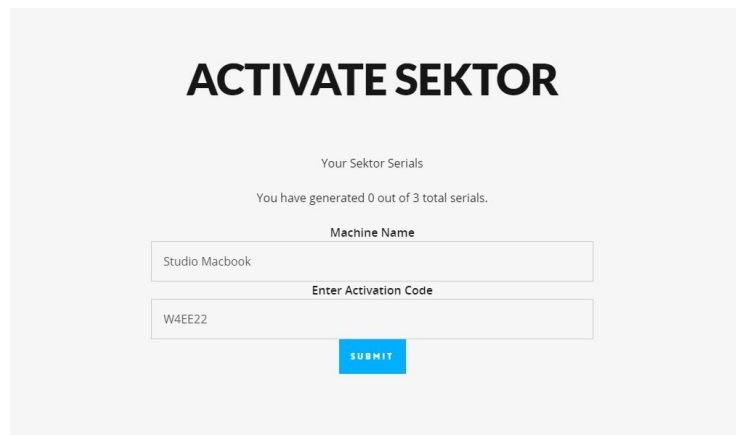 ACTIVATE SEKTOR
Your Sektor Serials
You have generated 0 out of 3 total serials.
Machine Name
Studio Macbook
Enter Activation Code
W4EE22
SUBMIT